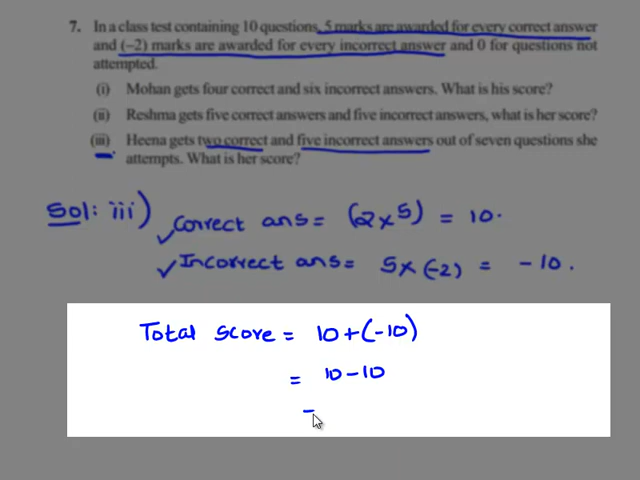 7. In a class test containing 10 questions, 5 marks are awarded for every correct answer
and (−2) marks are awarded for every incorrect answer and 0 for questions not
attempted.
(i) Mohan gets four correct and six incorrect answers. What is his score?
(ii) Reshma gets five correct answers and five incorrect answers, what is her score?
(iii) Heena gets two correct and five incorrect answers out of seven questions she
attempts. What is her score?
Sol: iii) Correct ans = (2×5) = 10.
Incorrect ans = 5×(-2) = -10.
Total score = 10+(-10)
= 10-10
=